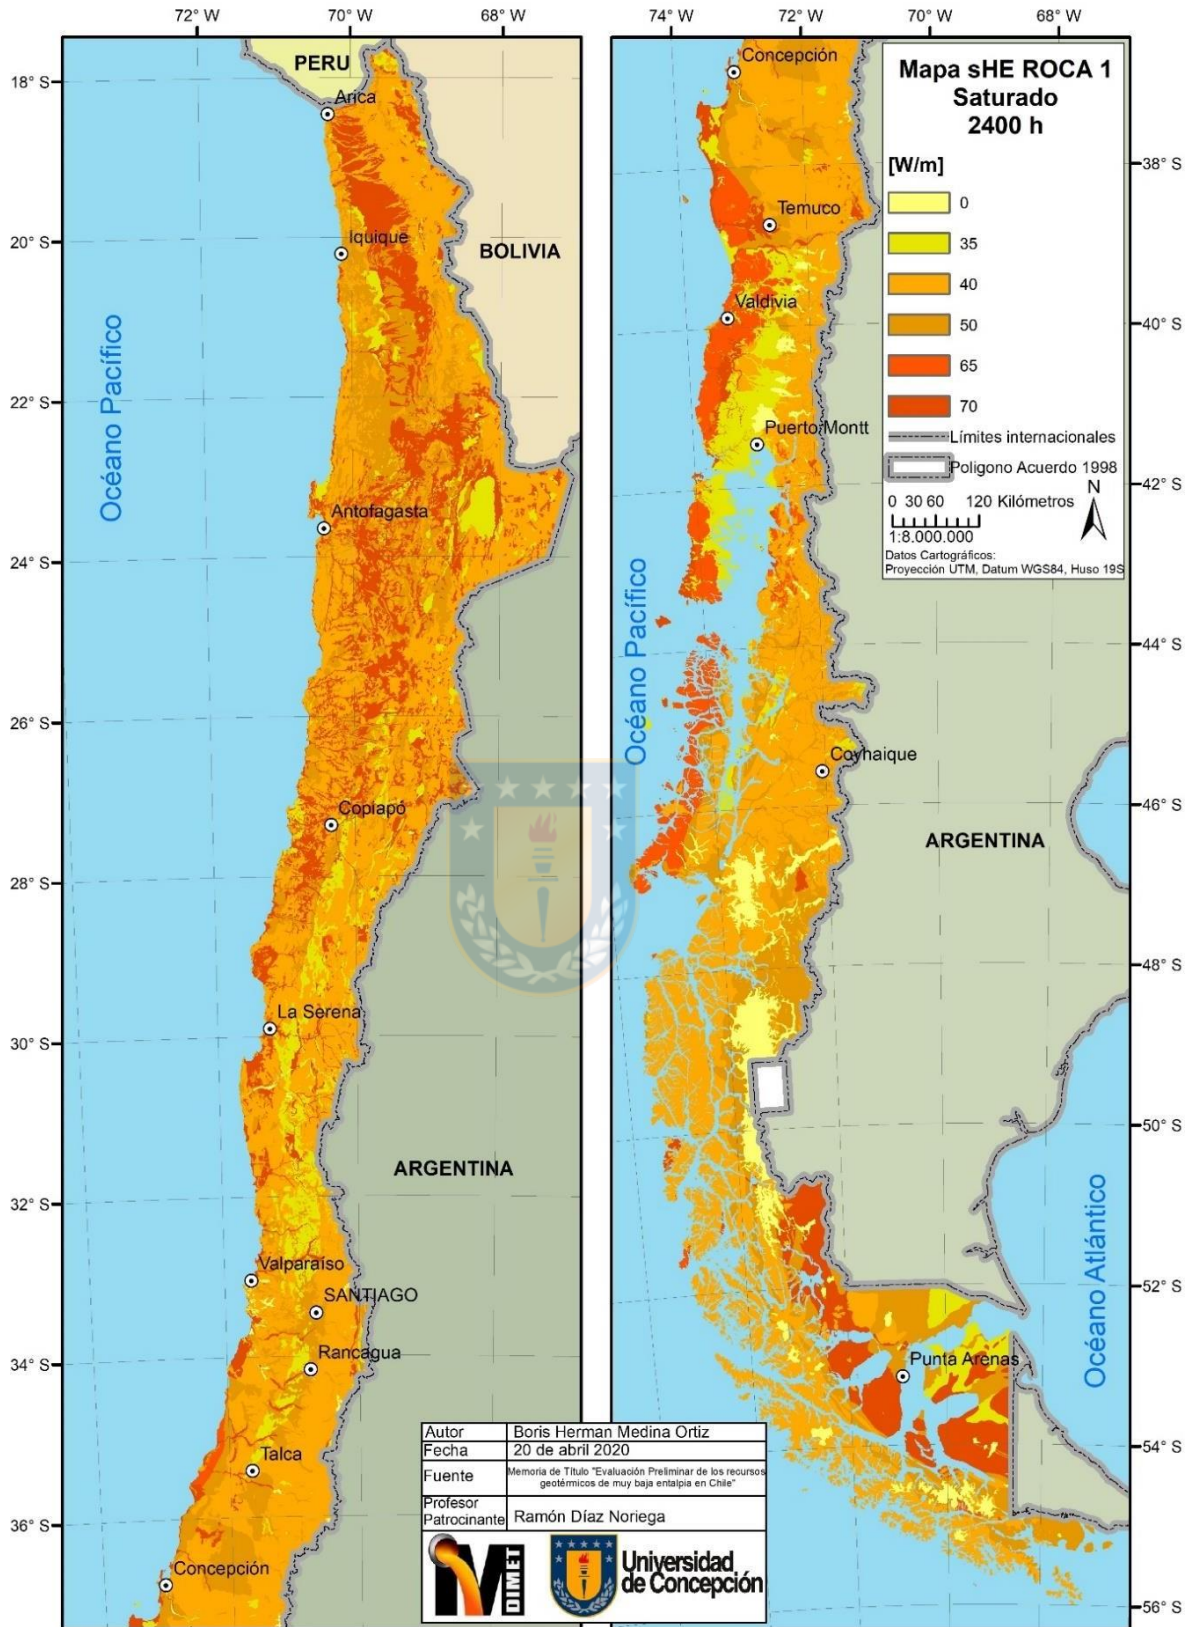 72° W
70° W
68° W
74° W
72° W
70° W
68° W
18° S
20° S
22° S
24° S
26° S
28° S
30° S
32° S
34° S
36° S
PERU
Arica
Iquique
BOLIVIA
Océano Pacífico
Antofagasta
Copiapó
La Serena
ARGENTINA
Valparaíso
SANTIAGO
Rancagua
Talca
Concepción
Concepción
Temuco
Valdivia
Puerto Montt
Océano Pacífico
Coyhaique
ARGENTINA
Punta Arenas
Océano Atlántico
38° S
40° S
42° S
44° S
46° S
48° S
50° S
52° S
54° S
56° S
Mapa sHE ROCA 1
Saturado
2400 h
[W/m]
0
35
40
50
65
70
Límites internacionales
Poligono Acuerdo 1998
N
0 30 60 120 Kilómetros
1:8.000.000
Datos Cartográficos:
Proyección UTM, Datum WGS84, Huso 19S
Autor Boris Herman Medina Ortiz
Fecha 20 de abril 2020
Fuente Memoria de Título "Evaluación Preliminar de los recursos
geotérmicos de muy baja entalpia en Chile"
Profesor
Patrocinante Ramón Díaz Noriega
DIMET
Universidad
de Concepción